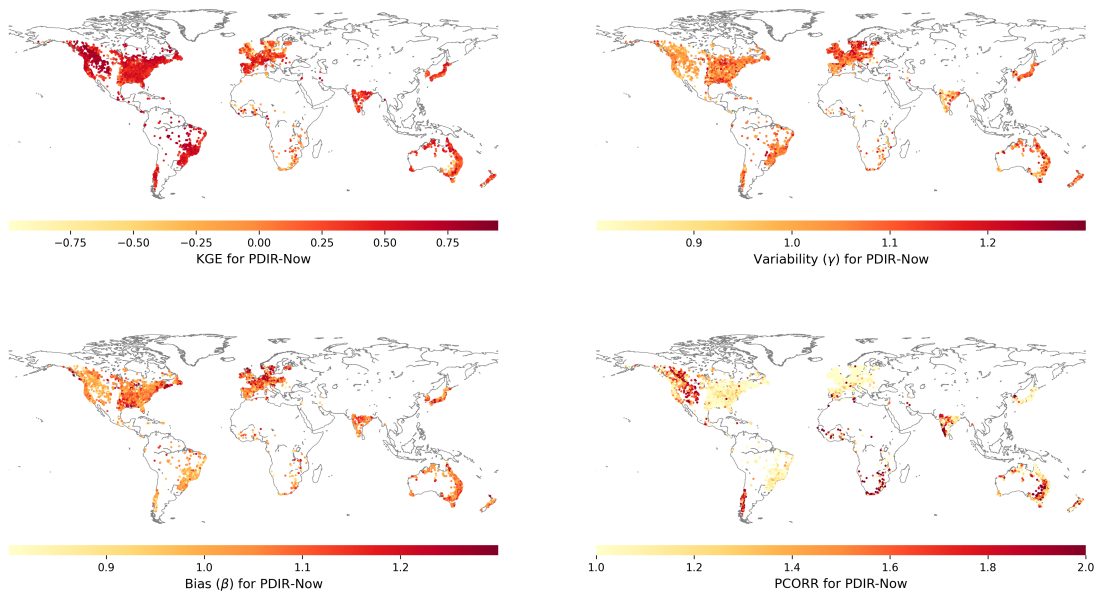 −0.75 −0.50 −0.25 0.00 0.25 0.50 0.75
KGE for PDIR-Now
0.9 1.0 1.1 1.2
Variability (γ) for PDIR-Now
0.9 1.0 1.1 1.2
Bias (β) for PDIR-Now
1.0 1.2 1.4 1.6 1.8 2.0
PCORR for PDIR-Now